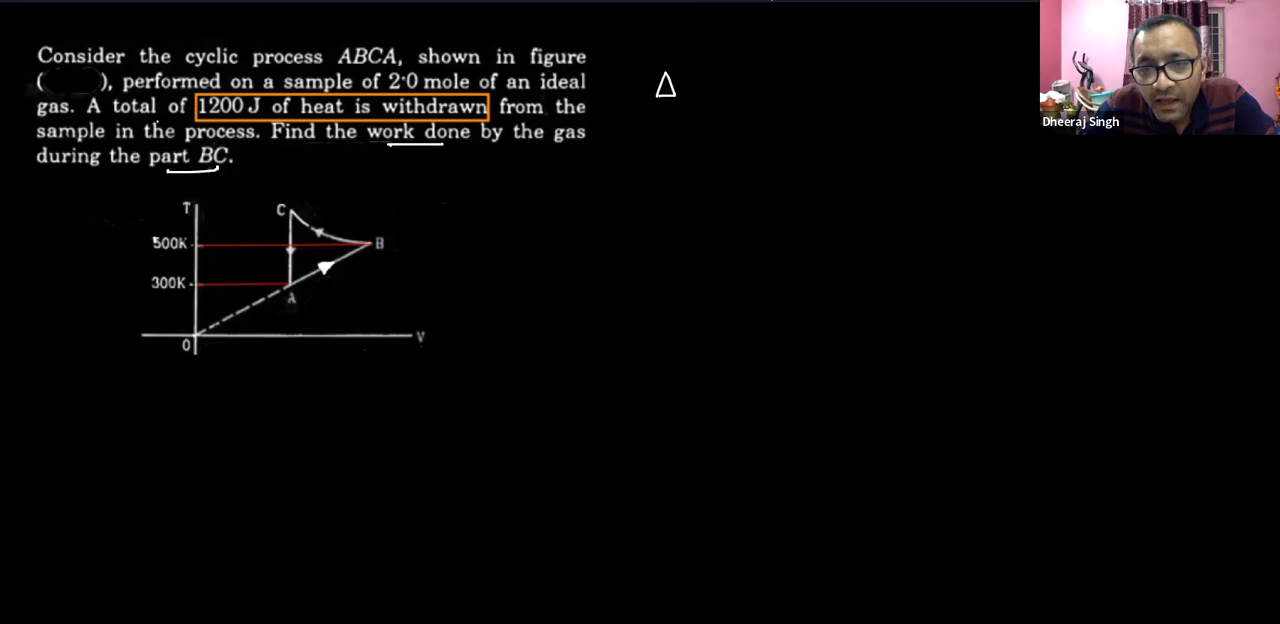 Consider the cyclic process ABCA, shown in figure
( ), performed on a sample of 2·0 mole of an ideal
gas. A total of 1200 J of heat is withdrawn from the
sample in the process. Find the work done by the gas
during the part BC.
Δ
Dheeraj Singh
T
C
500K
B
300K
A
0
V